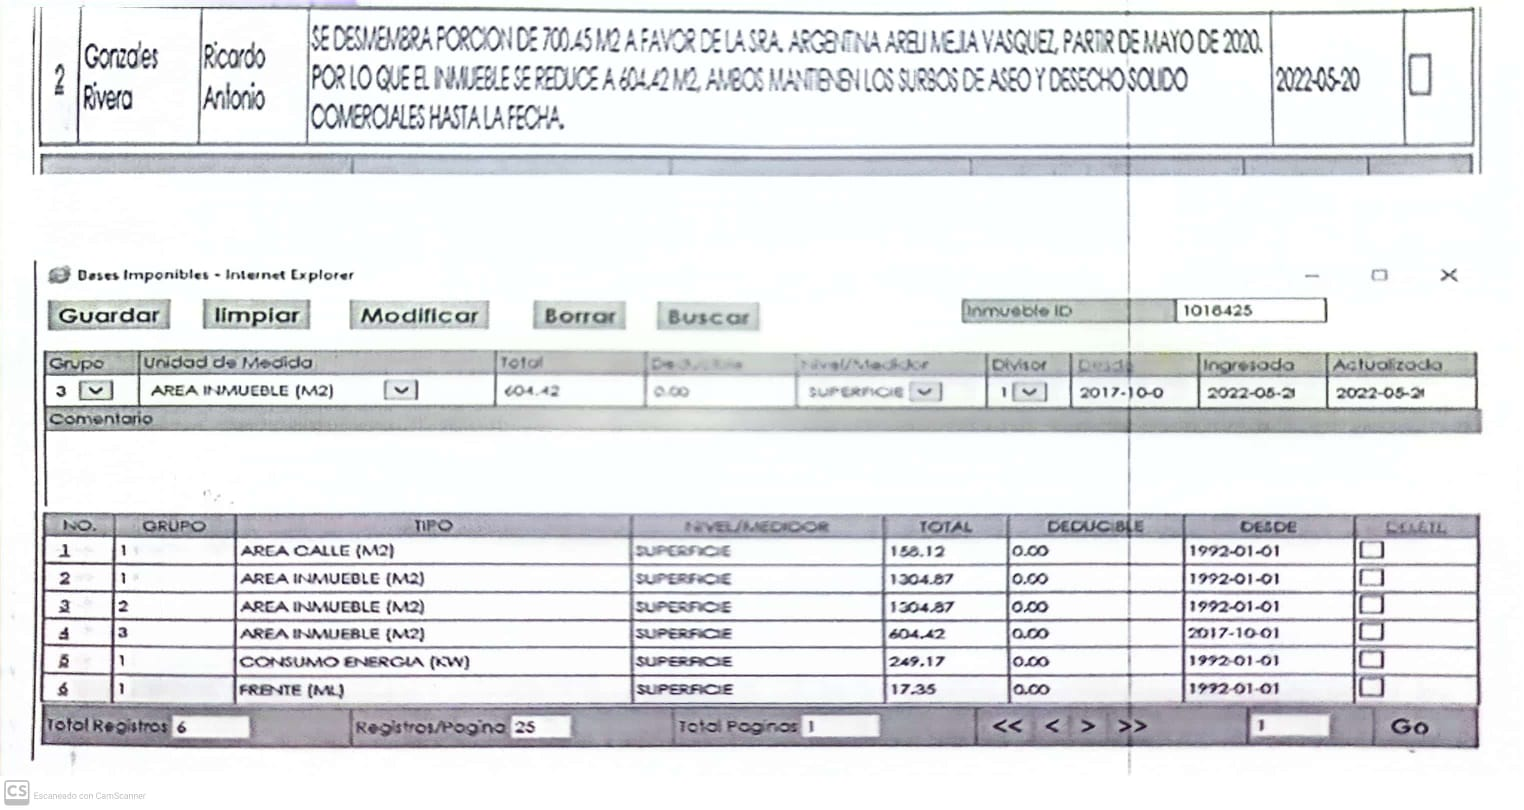 2 Gonzales Rivera Ricardo Antonio SE DESMEMBRA PORCION DE 700.45 M2 A FAVOR DE LA SRA. ARGENTINA ARELI MEJIA VASQUEZ, PARTIR DE MAYO DE 2020.
POR LO QUE EL INMUEBLE SE REDUCE A 604.42 M2, AMBOS MANTIENEN LOS SURBOS DE ASEO Y DESECHO SOLIDO
COMERCIALES HASTA LA FECHA. 2022-05-20
Bases Imponibles - Internet Explorer
Guardar limpiar Modificar Borrar Buscar Inmueble ID 1016425
Grupo Unidad de Medida Total Deducible Nivel/Medidor Divisor Desde Ingresada Actualizada
3 AREA INMUEBLE (M2) 604.42 0.00 SUPERFICIE 1 2017-10-0 2022-05-2 2022-05-2
Comentario
NO. GRUPO TIPO NIVEL/MEDIDOR TOTAL DEDUCIBLE DESDE DELETE
1 1 AREA CALLE (M2) SUPERFICIE 158.12 0.00 1992-01-01
2 1 AREA INMUEBLE (M2) SUPERFICIE 1304.87 0.00 1992-01-01
3 2 AREA INMUEBLE (M2) SUPERFICIE 1304.87 0.00 1992-01-01
4 3 AREA INMUEBLE (M2) SUPERFICIE 604.42 0.00 2017-10-01
5 1 CONSUMO ENERGIA (KW) SUPERFICIE 249.17 0.00 1992-01-01
6 1 FRENTE (ML) SUPERFICIE 17.35 0.00 1992-01-01
Total Registros 6 Registros/Pagina 25 Total Paginas 1 << < > >> 1 Go
CS Escaneado con CamScanner